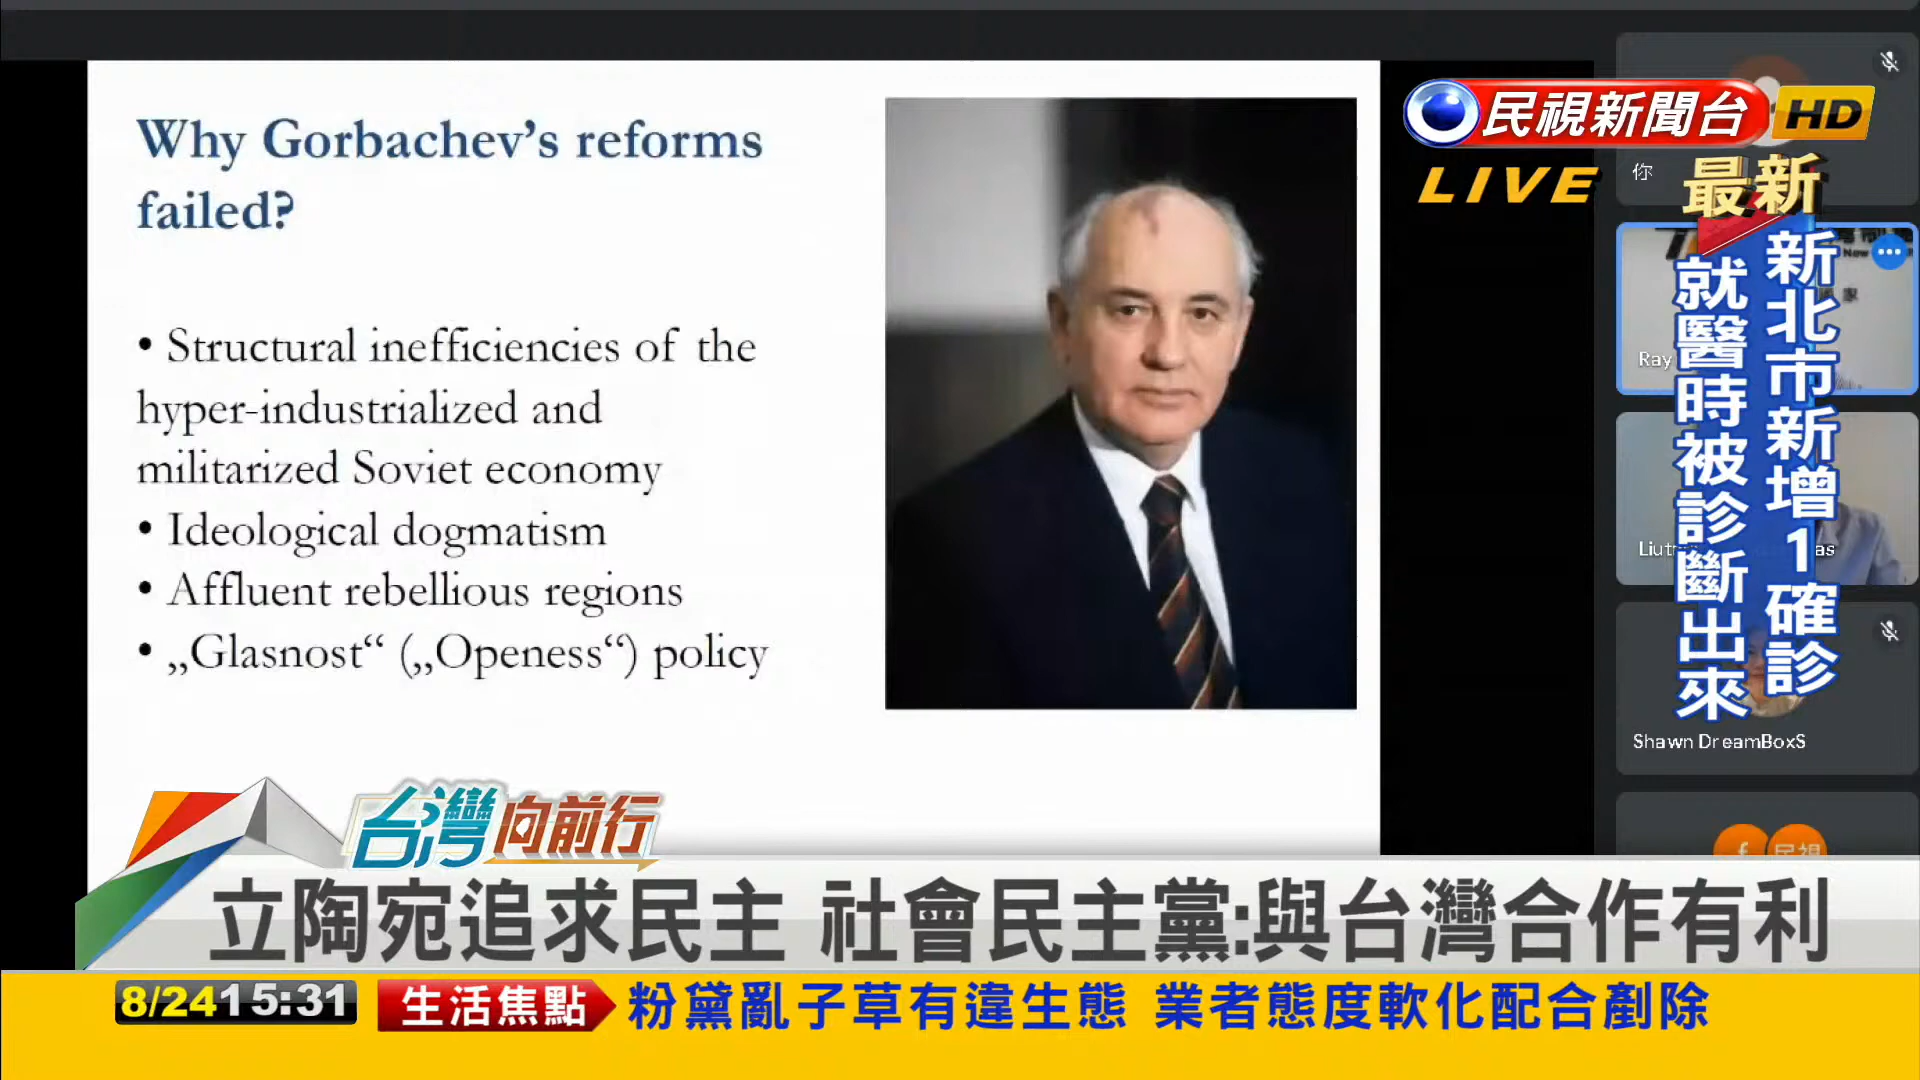 Why Gorbachev's reforms
failed?
• Structural inefficiencies of the
hyper-industrialized and
militarized Soviet economy
• Ideological dogmatism
• Affluent rebellious regions
• „Glasnost“ („Openess“) policy
民視新聞台 HD
LIVE
最新
新北市新增1確診
就醫時被診斷出來
你
Ray
Shawn DreamBoxS
台灣向前行
立陶宛追求民主 社會民主黨:與台灣合作有利
8/24 15:31 生活焦點 粉黛亂子草有違生態 業者態度軟化配合剷除